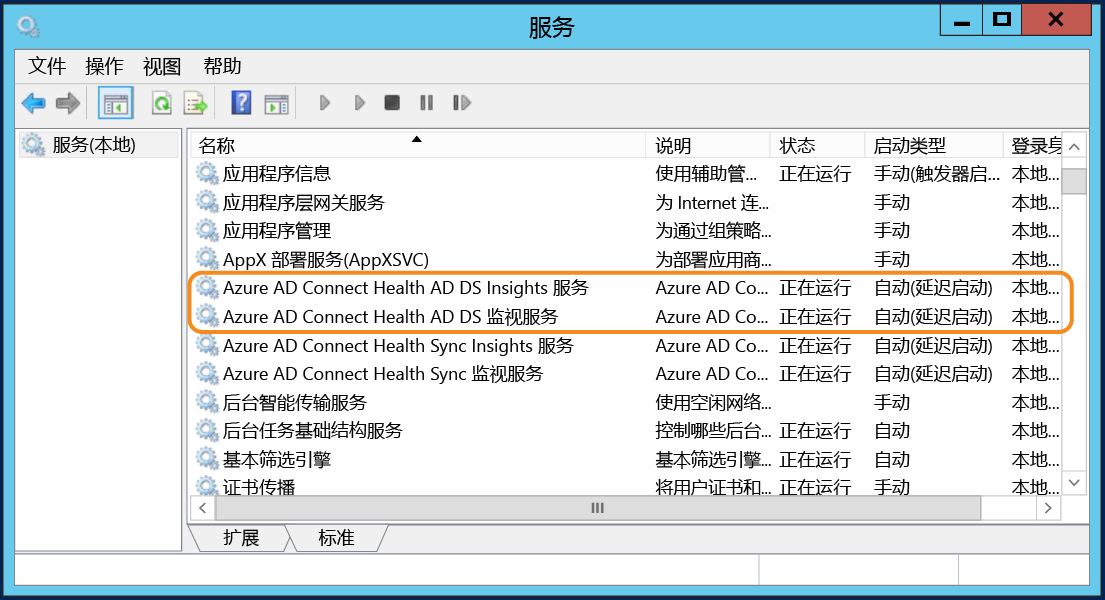 服务
文件 操作 视图 帮助
服务(本地)
名称 说明 状态 启动类型 登录身
应用程序信息 使用辅助管... 正在运行 手动(触发器启... 本地...
应用程序层网关服务 为 Internet 连... 手动 本地...
应用程序管理 为通过组策略... 手动 本地...
AppX 部署服务(AppXSVC) 为部署应用商... 手动 本地...
Azure AD Connect Health AD DS Insights 服务 Azure AD Co... 正在运行 自动(延迟启动) 本地...
Azure AD Connect Health AD DS 监视服务 Azure AD Co... 正在运行 自动(延迟启动) 本地...
Azure AD Connect Health Sync Insights 服务 Azure AD Co... 正在运行 自动(延迟启动) 本地...
Azure AD Connect Health Sync 监视服务 Azure AD Co... 正在运行 自动(延迟启动) 本地...
后台智能传输服务 使用空闲网络... 手动 本地...
后台任务基础结构服务 控制哪些后台... 正在运行 自动 本地...
基本筛选引擎 基本筛选引擎... 正在运行 自动 本地...
证书传播 将用户证书和... 正在运行 手动 本地...
扩展 标准